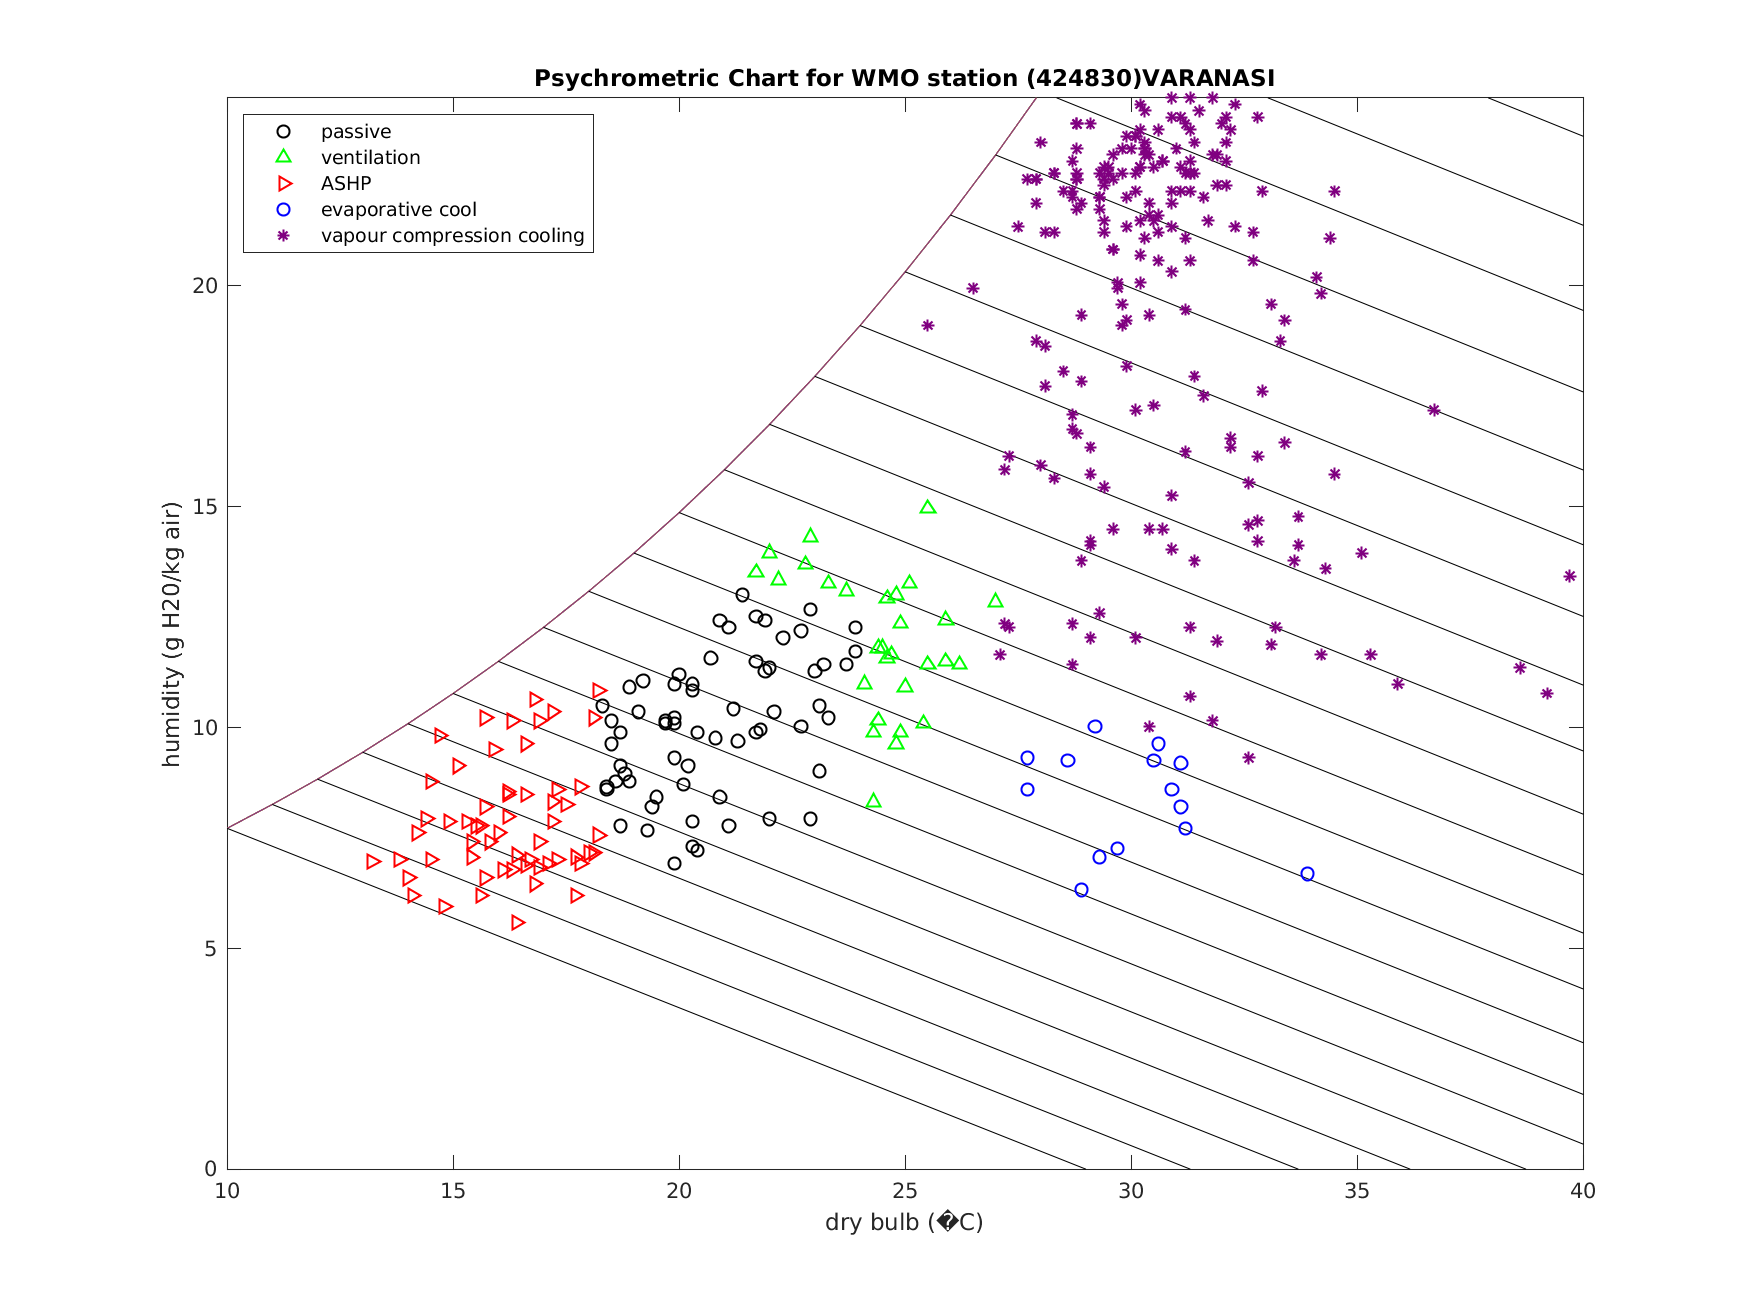 Psychrometric Chart for WMO station (424830)VARANASI
passive
ventilation
ASHP
evaporative cool
vapour compression cooling
humidity (g H20/kg air)
20
15
10
5
0
10 15 20 25 30 35 40
dry bulb (�C)